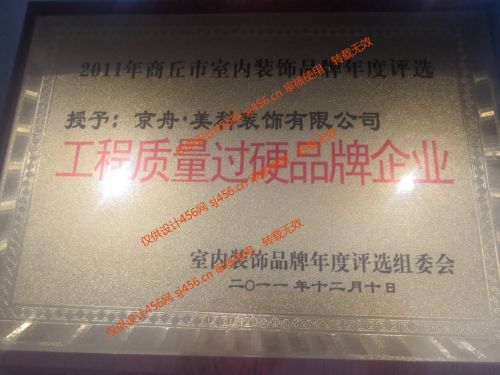 2011年商丘市室内装饰品牌年度评选
授予：京舟·美科装饰有限公司
工程质量过硬品牌企业
室内装饰品牌年度评选组委会
二〇一一年十二月十日
仅供设计456网 sj456.com 审核使用，转载无效
仅供设计456网 sj456.com 审核使用，转载无效
仅供设计456网 sj456.com 审核使用，转载无效